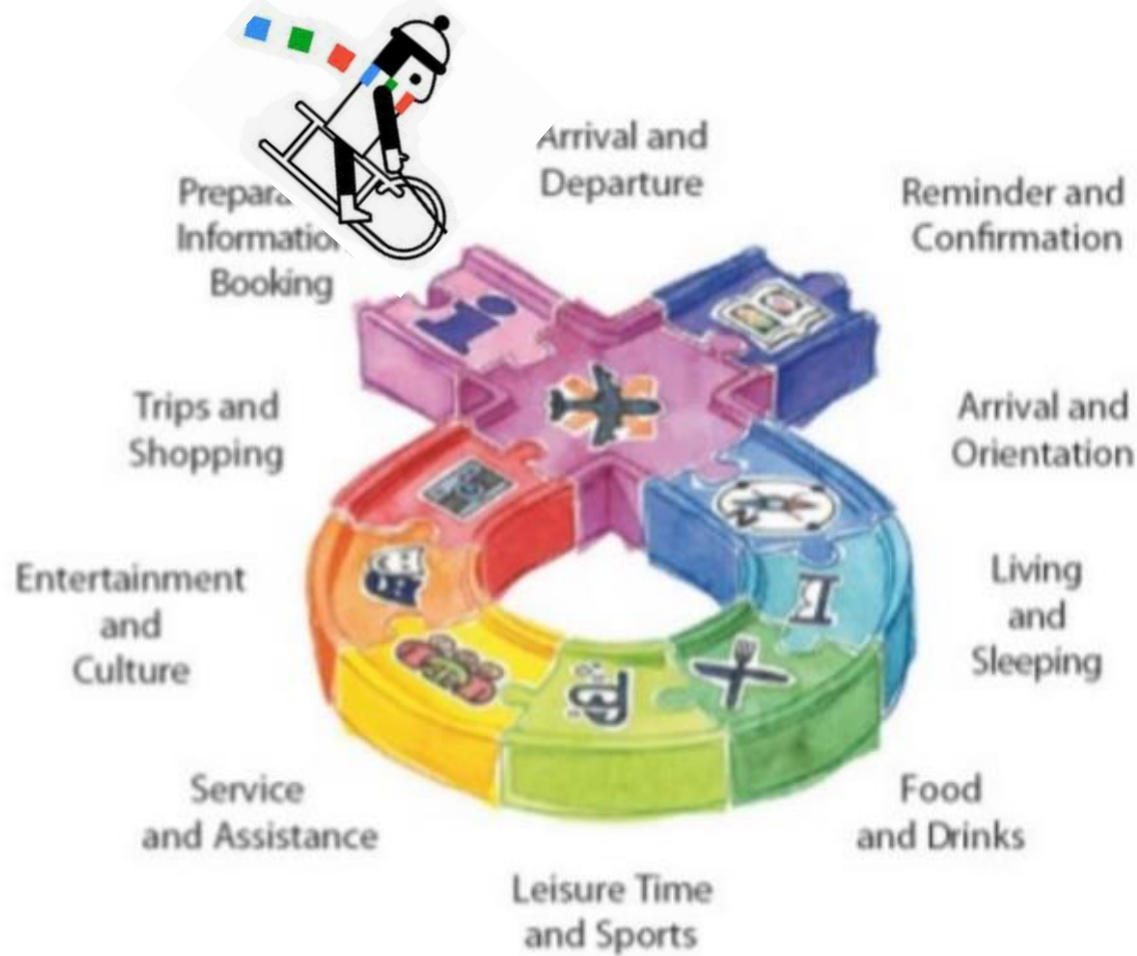 Arrival and
Departure
Reminder and
Confirmation
Information
Booking
Trips and
Shopping
Arrival and
Orientation
Entertainment
and
Culture
Living
and
Sleeping
Service
and Assistance
Food
and Drinks
Leisure Time
and Sports